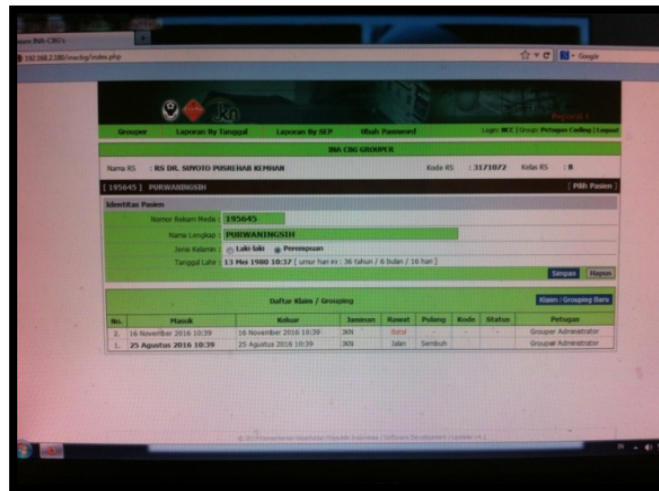 192.168.2.180/inacbg/index.php
Google
jkn
Regional 1
Grouper Laporan By Tanggal Laporan By SEP Ubah Password Login: NCC | Group: Petugas Coding | Logout
INA CBG GROUPER
Nama RS : RS DR. SUYOTO PUSREHAB KEMHAN Kode RS : 3171072 Kelas RS : B
[ 195645 ] PURWANINGSIH [ Pilih Pasien ]
Identitas Pasien
Nomor Rekam Medis : 195645
Nama Lengkap : PURWANINGSIH
Jenis Kelamin : Laki-laki Perempuan
Tanggal Lahir : 13 Mei 1980 10:37 [ umur hari ini : 36 tahun / 6 bulan / 16 hari ]
Simpan Hapus
Daftar Klaim / Grouping Klaim / Grouping Baru
No. Masuk Keluar Jaminan Rawat Pulang Kode Status Petugas
2. 16 November 2016 10:39 16 November 2016 10:39 JKN Batal - - - Grouper Administrator
1. 25 Agustus 2016 10:39 25 Agustus 2016 10:39 JKN Jalan Sembuh Grouper Administrator